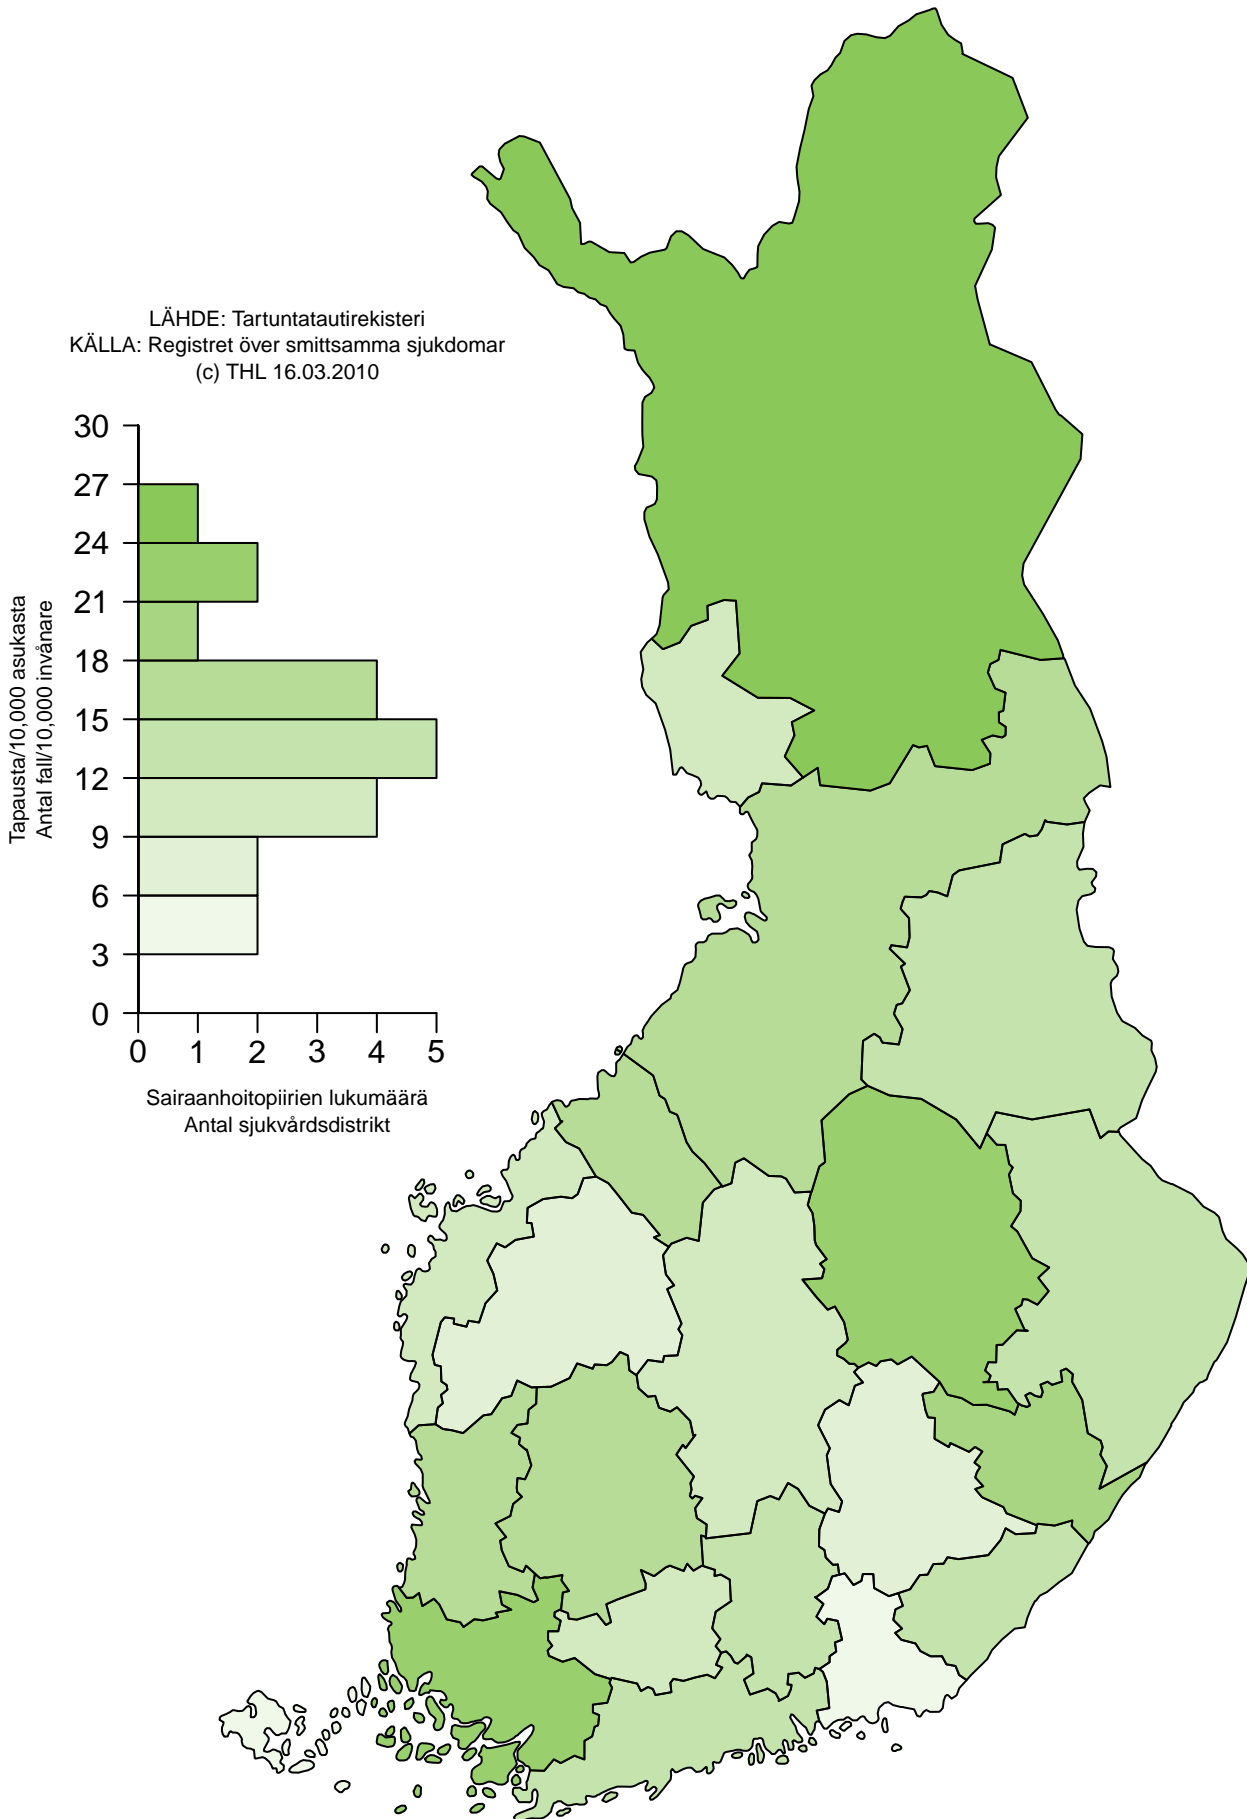 LÄHDE: Tartuntatautirekisteri
KÄLLA: Registret över smittsamma sjukdomar
(c) THL 16.03.2010
30
27
24
21
18
15
12
9
6
3
0
Tapausta/10,000 asukasta
Antal fall/10,000 invånare
0 1 2 3 4 5
Sairaanhoitopiirien lukumäärä
Antal sjukvårdsdistrikt